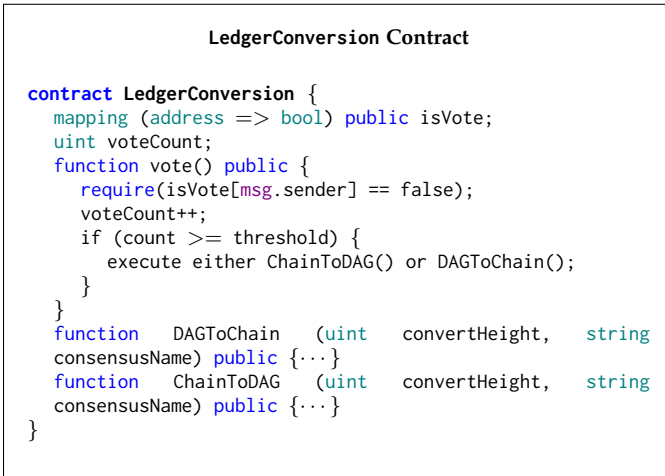 LedgerConversion Contract
contract LedgerConversion {
mapping (address => bool) public isVote;
uint voteCount;
function vote() public {
require(isVote[msg.sender] == false);
voteCount++;
if (count >= threshold) {
execute either ChainToDAG() or DAGToChain();
}
}
function DAGToChain (uint convertHeight, string
consensusName) public {···}
function ChainToDAG (uint convertHeight, string
consensusName) public {···}
}